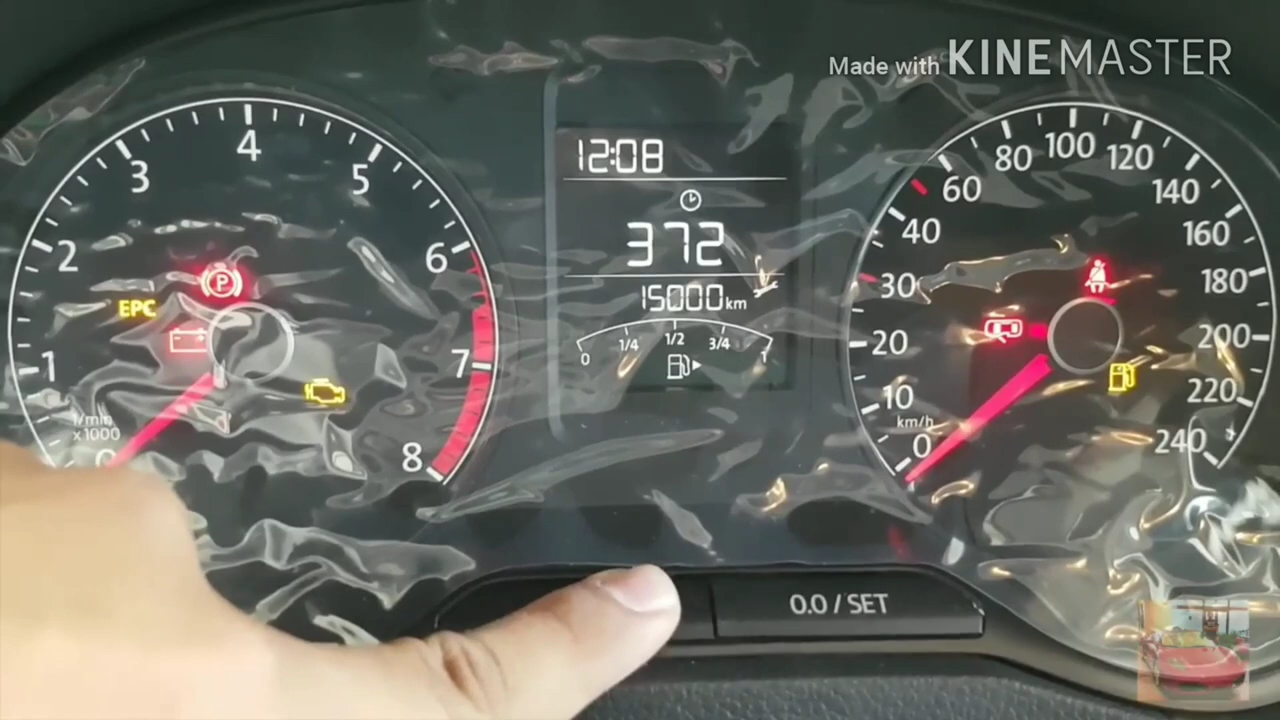 Made with KINEMASTER
1
2
3
4
5
6
7
8
1/min
x1000
EPC
P
12:08
372
15000 km
0 1/4 1/2 3/4 1
0
10
20
30
40
60
80
100
120
140
160
180
200
220
240
km/h
0.0 / SET